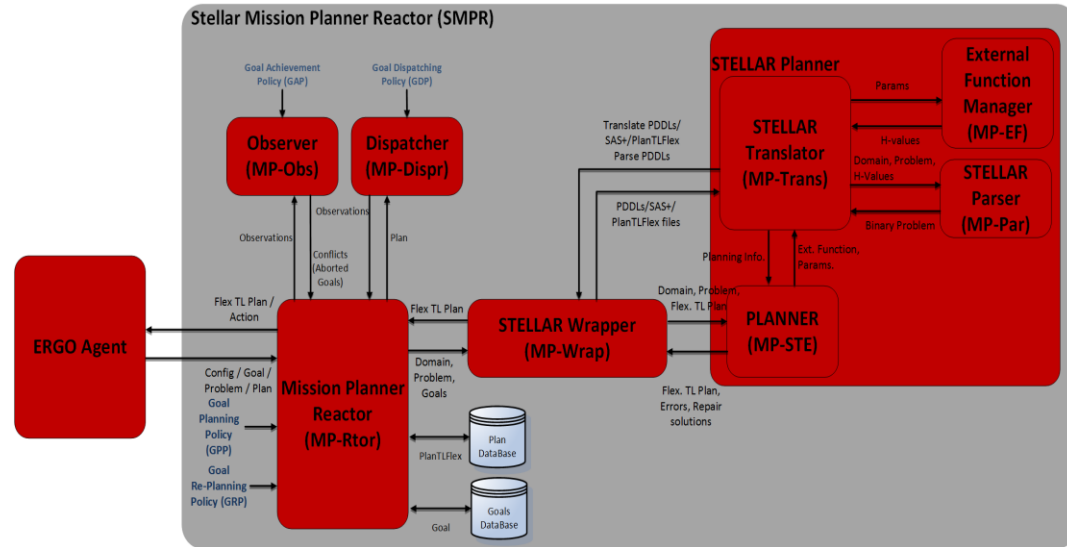 Stellar Mission Planner Reactor (SMPR)
Goal Achievement
Policy (GAP)
Goal Dispatching
Policy (GDP)
Observer
(MP-Obs)
Dispatcher
(MP-Dispr)
Observations
Observations
Conflicts
(Aborted
Goals)
Plan
ERGO Agent
Flex TL Plan /
Action
Config / Goal /
Problem / Plan
Goal
Planning
Policy
(GPP)
Goal
Re-Planning
Policy (GRP)
Mission Planner
Reactor
(MP-Rtor)
Flex TL Plan
Domain,
Problem,
Goals
PlanTLFlex
Plan
DataBase
Goal
Goals
DataBase
STELLAR Wrapper
(MP-Wrap)
Translate PDDLs/
SAS+/PlanTLFlex
Parse PDDLs
PDDLs/SAS+/
PlanTLFlex files
Domain, Problem,
Flex. TL Plan
Flex. TL Plan,
Errors, Repair
solutions
STELLAR Planner
STELLAR
Translator
(MP-Trans)
Params
H-values
External
Function
Manager
(MP-EF)
Domain, Problem,
H-Values
Binary Problem
STELLAR
Parser
(MP-Par)
Planning Info.
Ext. Function,
Params.
PLANNER
(MP-STE)